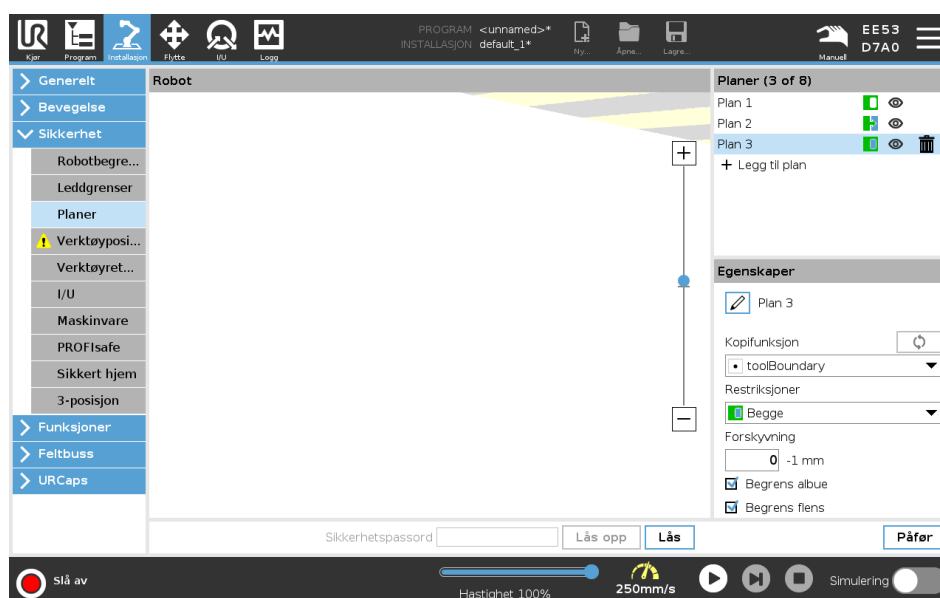 Kjør
Program
Installasjon
Flytte
I/U
Logg
PROGRAM <unnamed>*
INSTALLASJON default_1*
Ny...
Åpne...
Lagre...
Manuell
EE53
D7A0
Generelt
Bevegelse
Sikkerhet
Robotbegre...
Leddgrenser
Planer
Verktøyposi...
Verktøyret...
I/U
Maskinvare
PROFIsafe
Sikkert hjem
3-posisjon
Funksjoner
Feltbuss
URCaps
Robot
Planer (3 of 8)
Plan 1
Plan 2
Plan 3
+ Legg til plan
Egenskaper
Plan 3
Kopifunksjon
toolBoundary
Restriksjoner
Begge
Forskyvning
0 -1 mm
Begrens albue
Begrens flens
Sikkerhetspassord
Lås opp
Lås
Påfør
Slå av
Hastighet 100%
250mm/s
Simulering